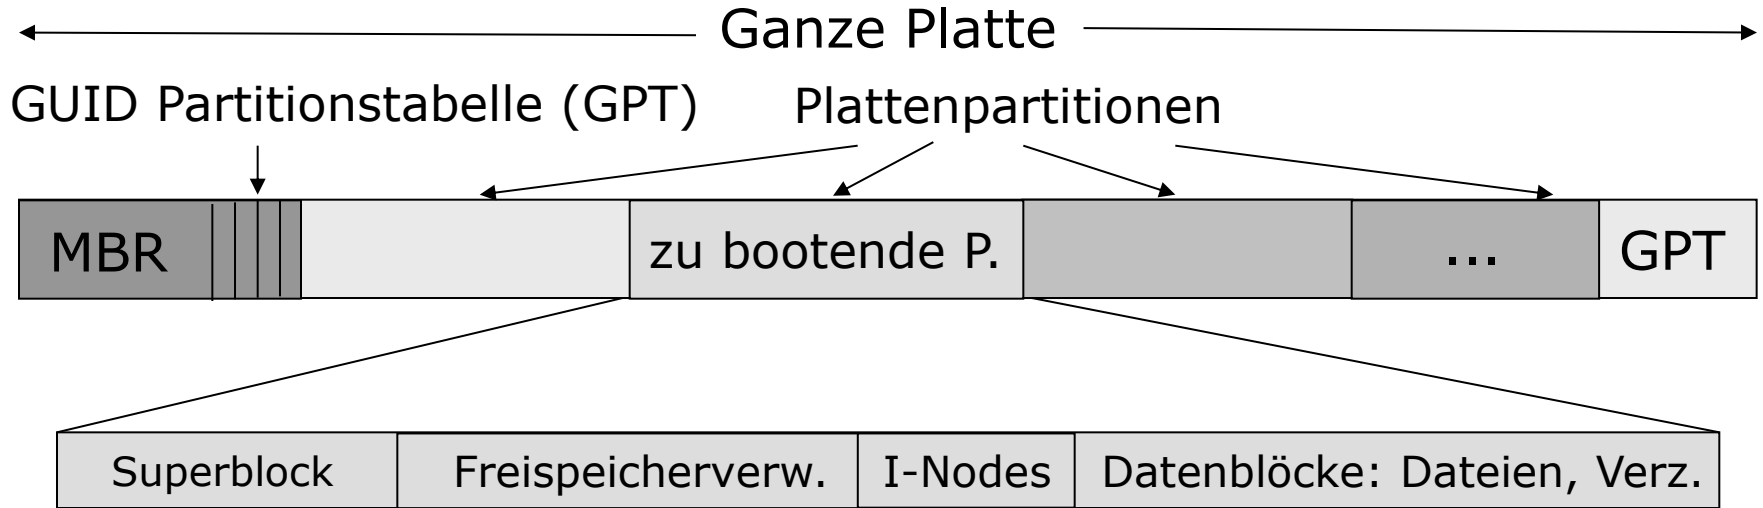 Ganze Platte
GUID Partitionstabelle (GPT) Plattenpartitionen
MBR zu bootende P. ... GPT
Superblock Freispeicherverw. I-Nodes Datenblöcke: Dateien, Verz.